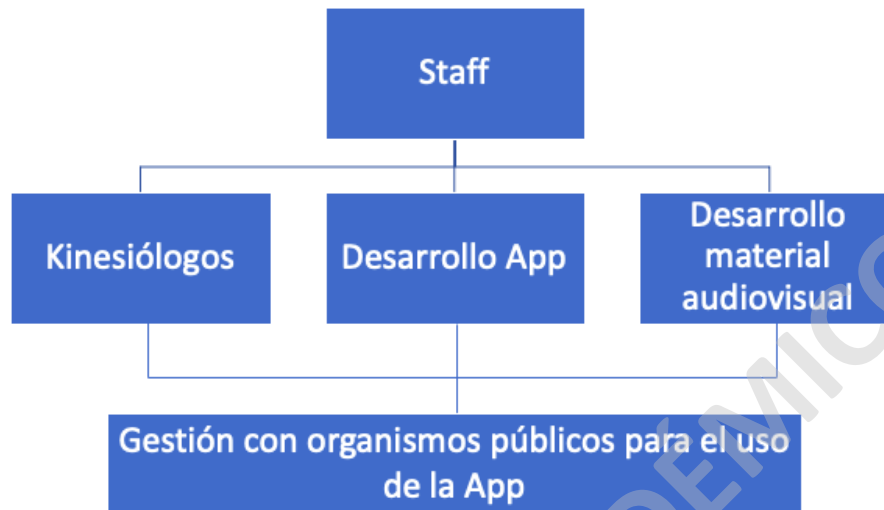 Staff
Kinesiólogos
Desarrollo App
Desarrollo
material
audiovisual
Gestión con organismos públicos para el uso
de la App